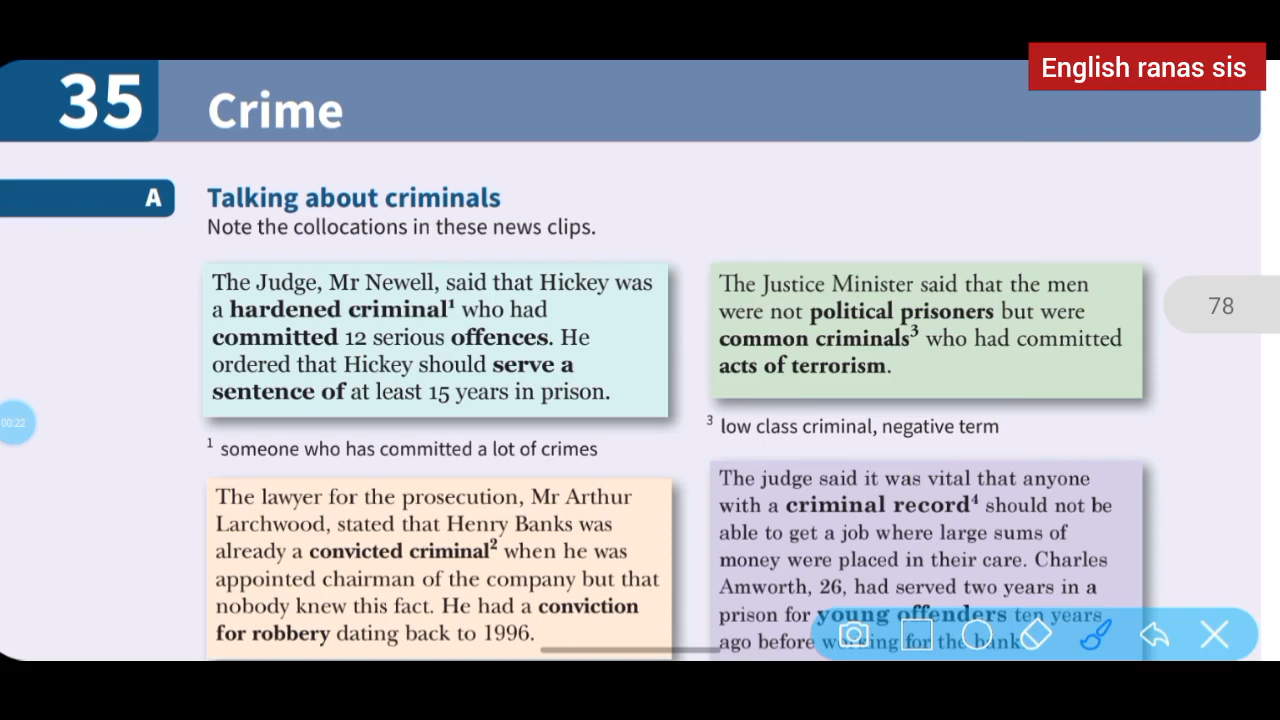 English ranas sis
35 Crime
A Talking about criminals
Note the collocations in these news clips.
The Judge, Mr Newell, said that Hickey was
a hardened criminal¹ who had
committed 12 serious offences. He
ordered that Hickey should serve a
sentence of at least 15 years in prison.
¹ someone who has committed a lot of crimes
The lawyer for the prosecution, Mr Arthur
Larchwood, stated that Henry Banks was
already a convicted criminal² when he was
appointed chairman of the company but that
nobody knew this fact. He had a conviction
for robbery dating back to 1996.
The Justice Minister said that the men
were not political prisoners but were
common criminals³ who had committed
acts of terrorism.
³ low class criminal, negative term
The judge said it was vital that anyone
with a criminal record⁴ should not be
able to get a job where large sums of
money were placed in their care. Charles
Amworth, 26, had served two years in a
prison for young offenders ten years
ago before working for the bank
78
00:22